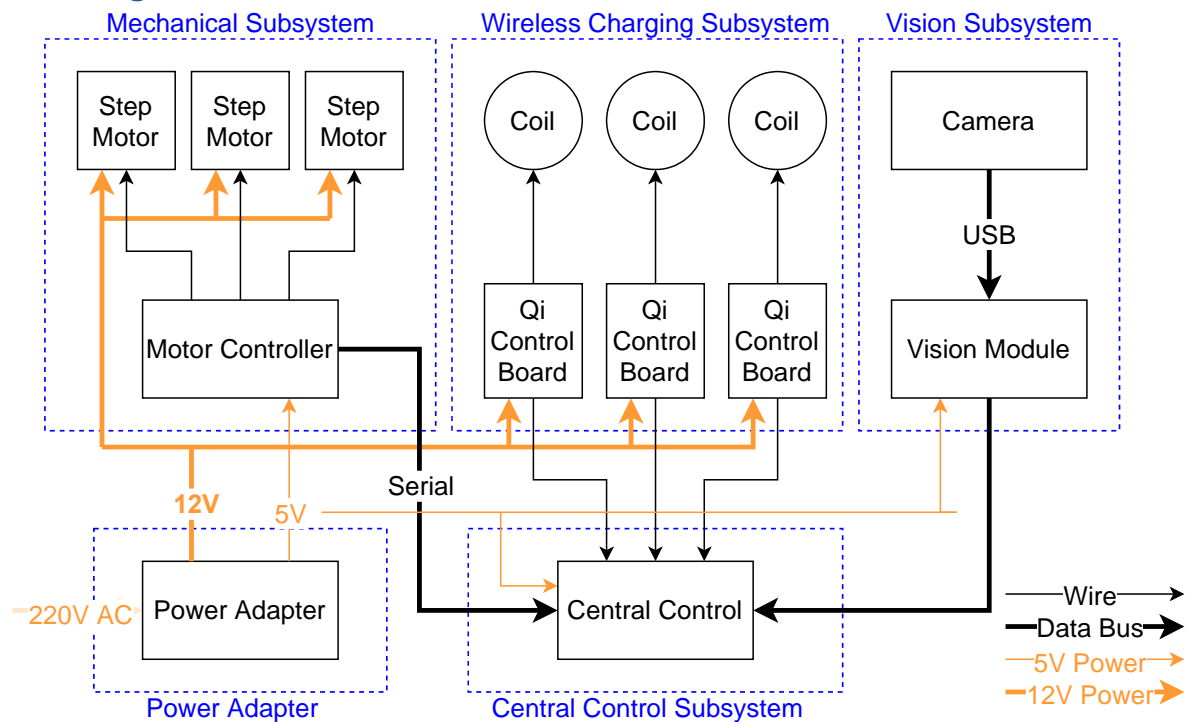 Mechanical Subsystem
Wireless Charging Subsystem
Vision Subsystem
Step
Motor
Step
Motor
Step
Motor
Coil
Coil
Coil
Camera
USB
Motor Controller
Qi
Control
Board
Qi
Control
Board
Qi
Control
Board
Vision Module
Serial
12V
5V
220V AC
Power Adapter
Central Control
Wire
Data Bus
5V Power
12V Power
Power Adapter
Central Control Subsystem